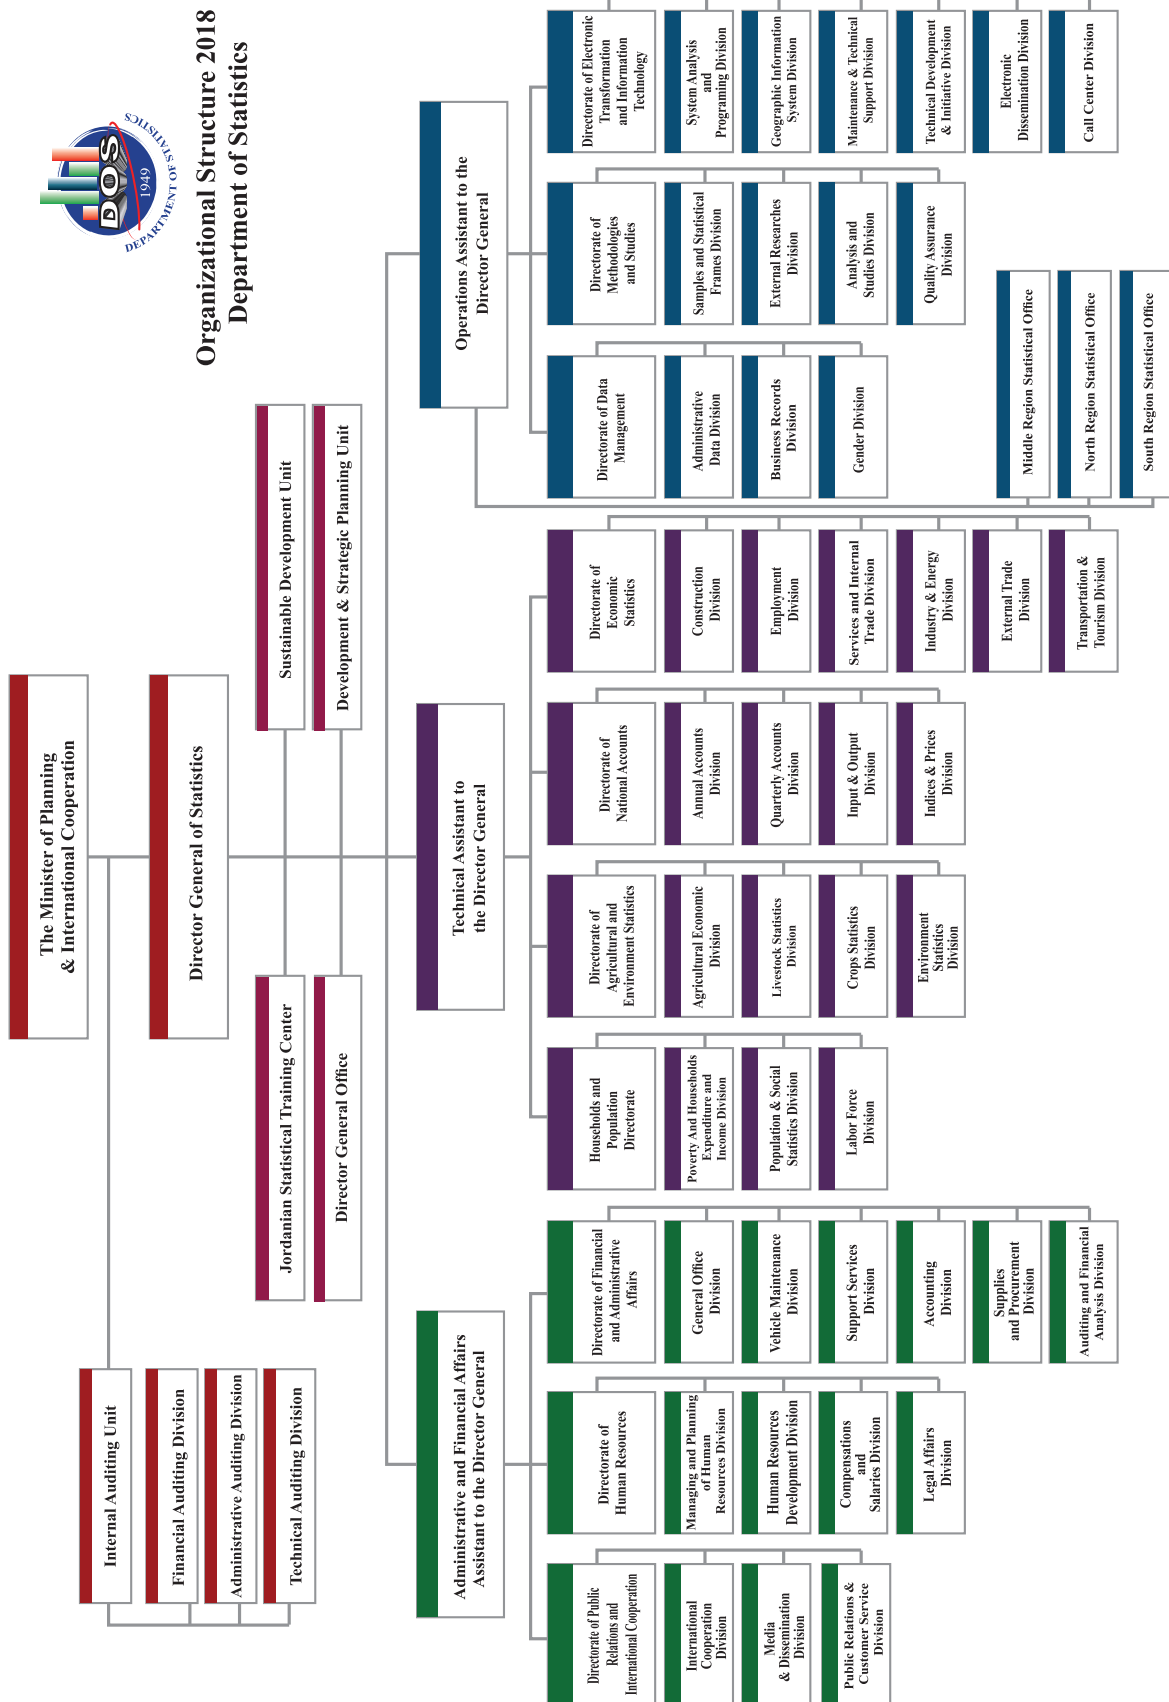 DOS
1949
DEPARTMENT OF STATISTICS
Organizational Structure 2018
Department of Statistics
The Minister of Planning
& International Cooperation
Director General of Statistics
Internal Auditing Unit
Financial Auditing Division
Administrative Auditing Division
Technical Auditing Division
Jordanian Statistical Training Center
Director General Office
Sustainable Development Unit
Development & Strategic Planning Unit
Administrative and Financial Affairs
Assistant to the Director General
Technical Assistant to
the Director General
Operations Assistant to the
Director General
Directorate of Public
Relations and
International Cooperation
International
Cooperation
Division
Media
& Dissemination
Division
Public Relations &
Customer Service
Division
Directorate of
Human Resources
Managing and Planning
of Human
Resources Division
Human Resources
Development Division
Compensations
and
Salaries Division
Legal Affairs
Division
Directorate of Financial
and Administrative
Affairs
General Office
Division
Vehicle Maintenance
Division
Support Services
Division
Accounting
Division
Supplies
and Procurement
Division
Auditing and Financial
Analysis Division
Households and
Population
Directorate
Poverty And Households
Expenditure and
Income Division
Population & Social
Statistics Division
Labor Force
Division
Directorate of
Agricultural and
Environment Statistics
Agricultural Economic
Division
Livestock Statistics
Division
Crops Statistics
Division
Environment
Statistics
Division
Directorate of
National Accounts
Annual Accounts
Division
Quarterly Accounts
Division
Input & Output
Division
Indices & Prices
Division
Directorate of
Economic
Statistics
Construction
Division
Employment
Division
Services and Internal
Trade Division
Industry & Energy
Division
External Trade
Division
Transportation &
Tourism Division
Directorate of Data
Management
Administrative
Data Division
Business Records
Division
Gender Division
Directorate of
Methodologies
and Studies
Samples and Statistical
Frames Division
External Researches
Division
Analysis and
Studies Division
Quality Assurance
Division
Directorate of Electronic
Transformation
and Information
Technology
System Analysis
and
Programing Division
Geographic Information
System Division
Maintenance & Technical
Support Division
Technical Development
& Initiative Division
Electronic
Dissemination Division
Call Center Division
Middle Region Statistical Office
North Region Statistical Office
South Region Statistical Office